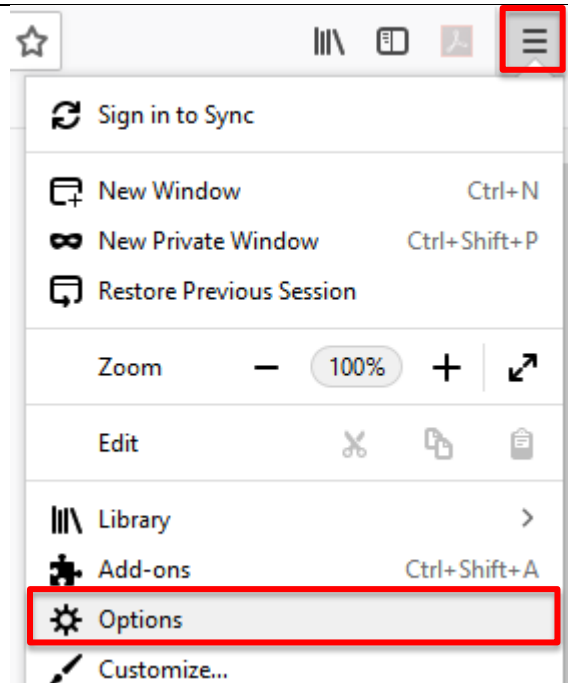 Sign in to Sync
New Window Ctrl+N
New Private Window Ctrl+Shift+P
Restore Previous Session
Zoom 100%
Edit
Library
Add-ons Ctrl+Shift+A
Options
Customize...